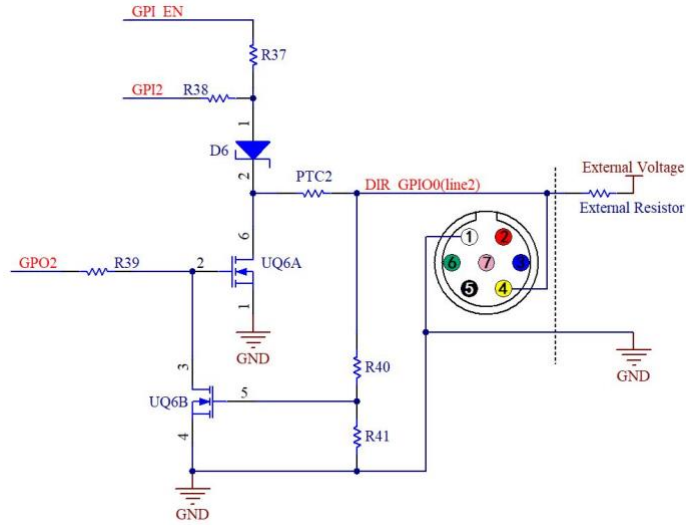 GPI_EN
R37
GPI2
R38
1
D6
2
PTC2
DIR_GPIO0(line2)
External Voltage
External Resistor
6
1
2
6
7
3
5
4
GPO2
R39
2
UQ6A
1
GND
GND
R40
3
UQ6B
5
R41
4
GND